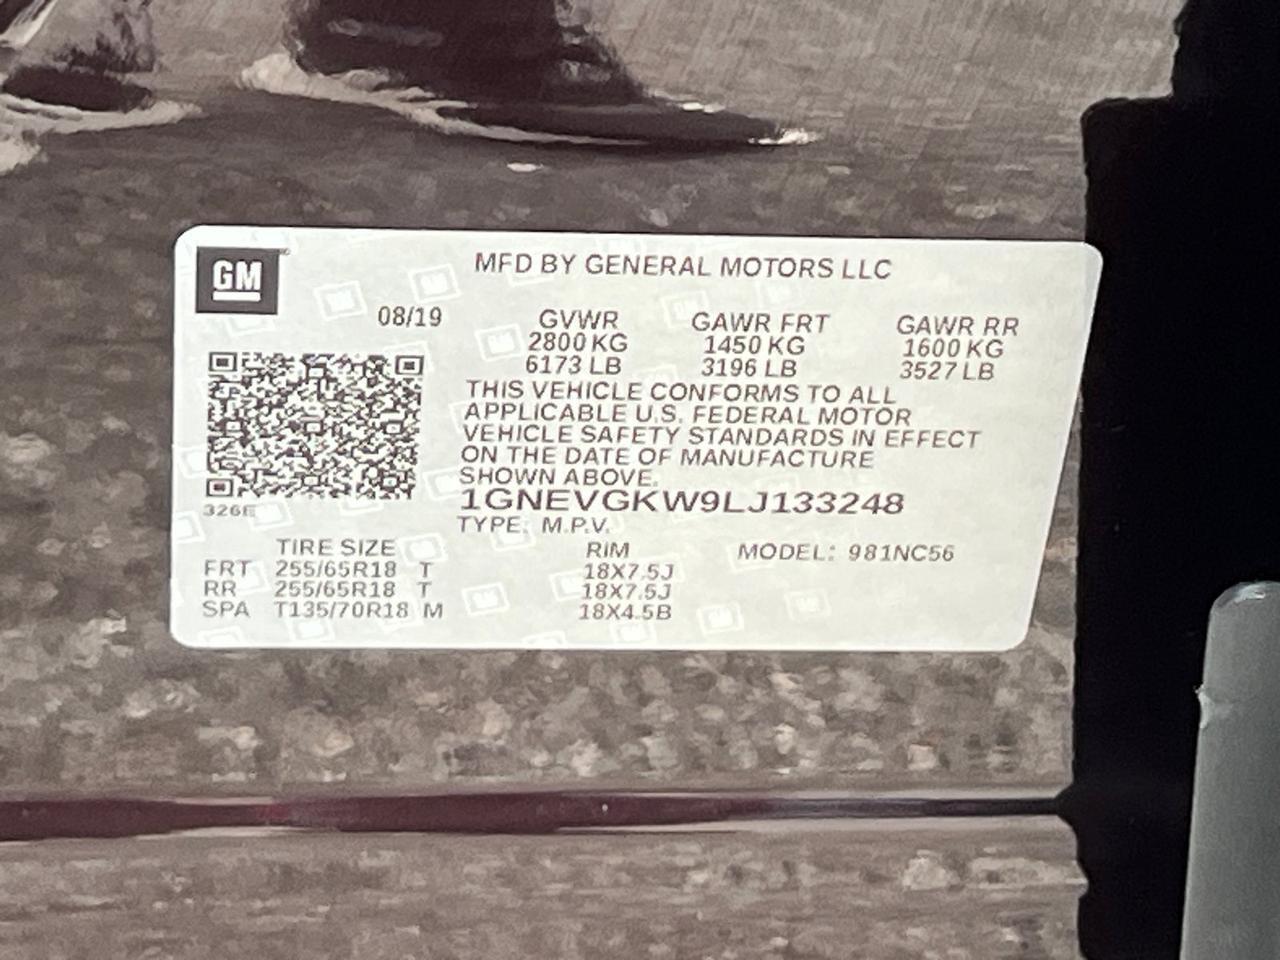 GM
MFD BY GENERAL MOTORS LLC
08/19
GVWR GAWR FRT GAWR RR
2800 KG 1450 KG 1600 KG
6173 LB 3196 LB 3527 LB
THIS VEHICLE CONFORMS TO ALL
APPLICABLE U.S. FEDERAL MOTOR
VEHICLE SAFETY STANDARDS IN EFFECT
ON THE DATE OF MANUFACTURE
SHOWN ABOVE.
326E
1GNEVGKW9LJ133248
TYPE: M.P.V.
TIRE SIZE RIM MODEL: 981NC56
FRT 255/65R18 T 18X7.5J
RR 255/65R18 T 18X7.5J
SPA T135/70R18 M 18X4.5B